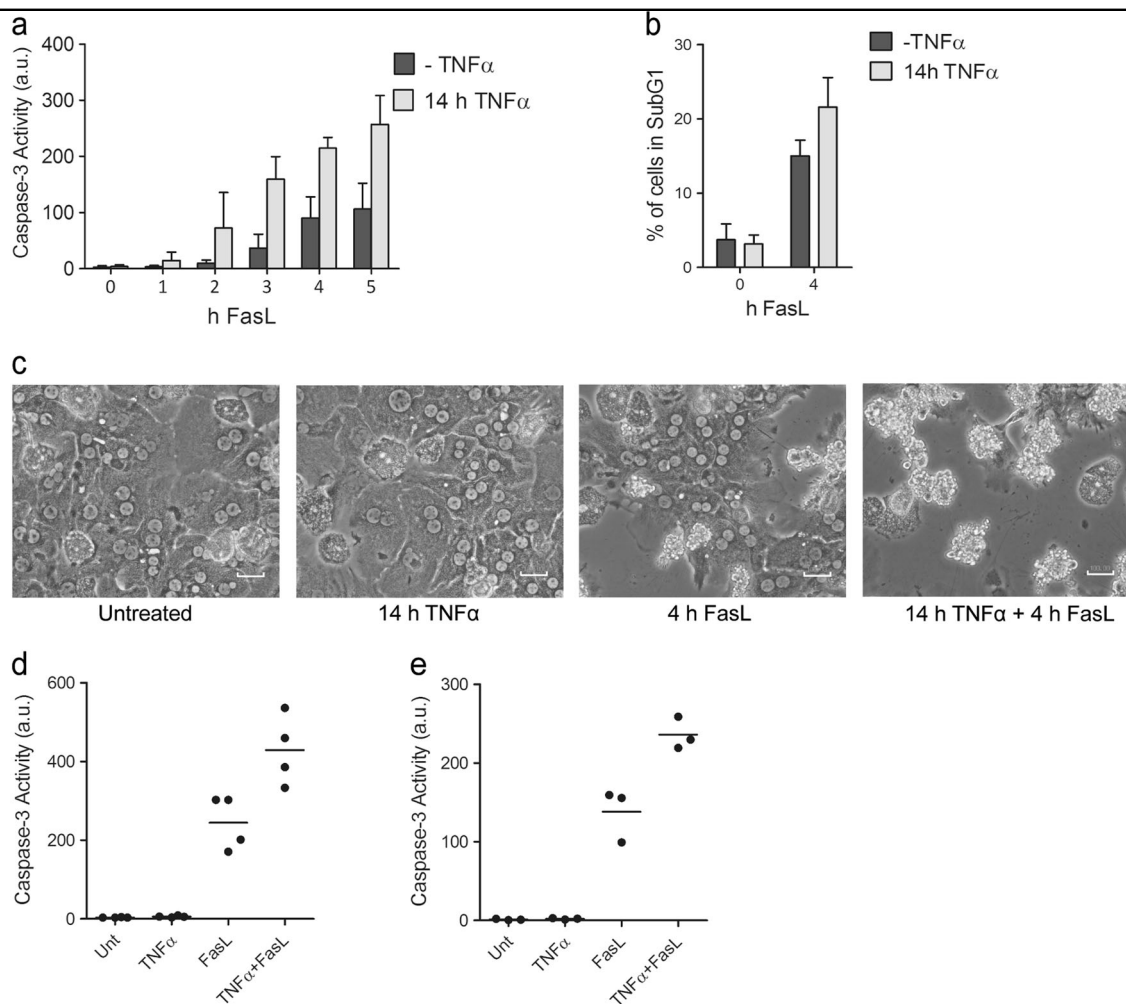 a
Caspase-3 Activity (a.u.)
400
300
200
100
0
0 1 2 3 4 5
h FasL
- TNFα
14 h TNFα
b
% of cells in SubG1
30
20
10
0
0 4
h FasL
-TNFα
14h TNFα
c
Untreated
14 h TNFα
4 h FasL
14 h TNFα + 4 h FasL
d
Caspase-3 Activity (a.u.)
600
400
200
0
Unt
TNFα
FasL
TNFα+FasL
e
Caspase-3 Activity (a.u.)
300
200
100
0
Unt
TNFα
FasL
TNFα+FasL